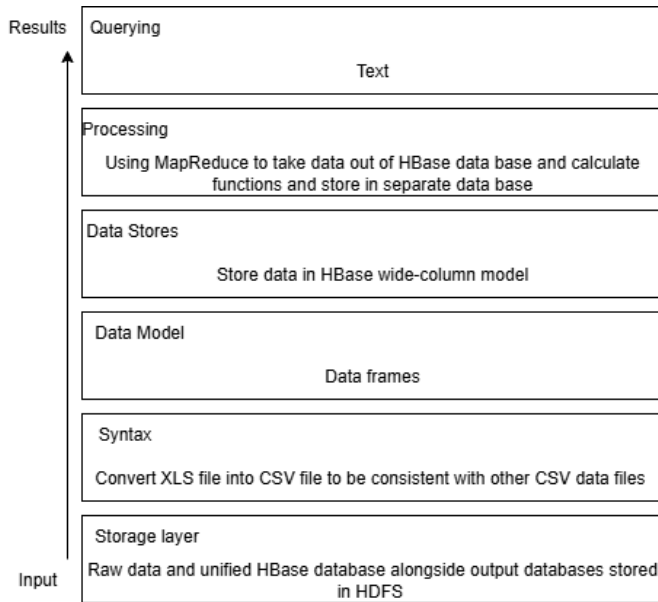 Results
Querying
Text
Processing
Using MapReduce to take data out of HBase data base and calculate
functions and store in separate data base
Data Stores
Store data in HBase wide-column model
Data Model
Data frames
Syntax
Convert XLS file into CSV file to be consistent with other CSV data files
Storage layer
Input
Raw data and unified HBase database alongside output databases stored
in HDFS